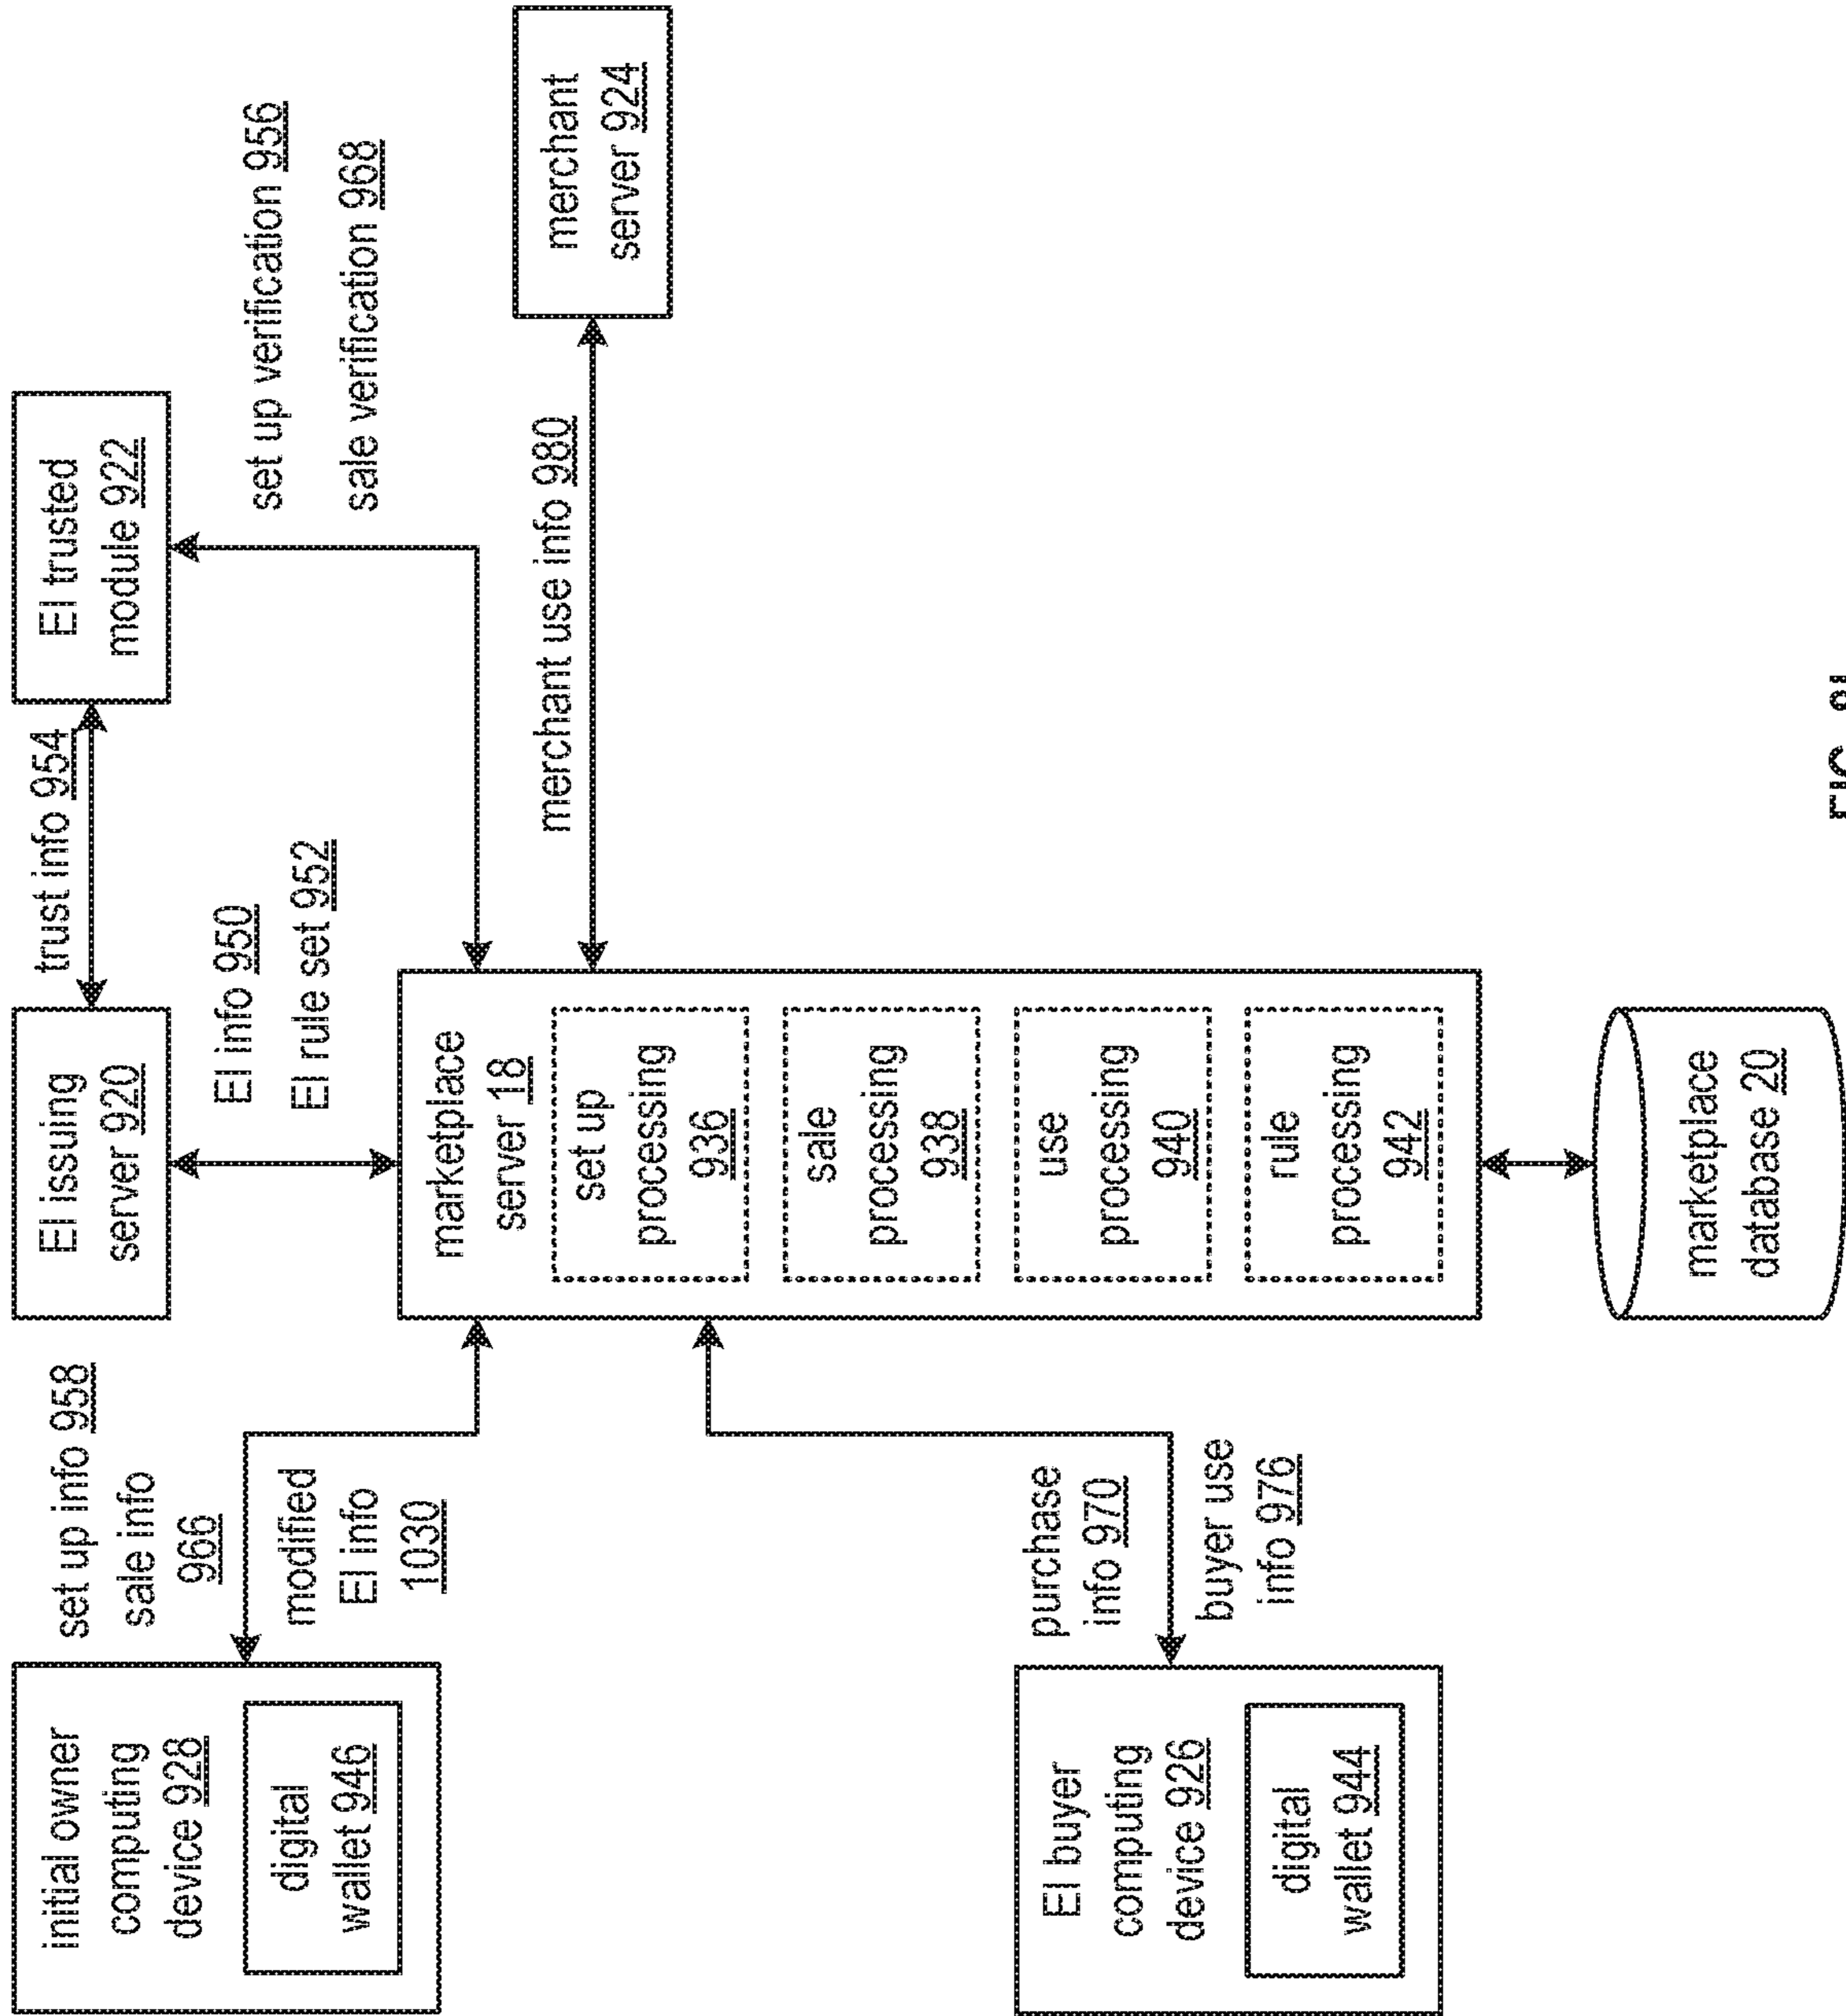 initial owner
computing
device 928
digital
wallet 946
set up info 958
sale info
966
modified
EI info
1030
EI issuing
server 920
trust info 954
EI trusted
module 922
EI info 950
EI rule set 952
set up verification 956
sale verification 968
marketplace
server 18
set up
processing
936
sale
processing
938
use
processing
940
rule
processing
942
merchant use info 980
merchant
server 924
purchase
info 970
buyer use
info 976
EI buyer
computing
device 926
digital
wallet 944
marketplace
database 20